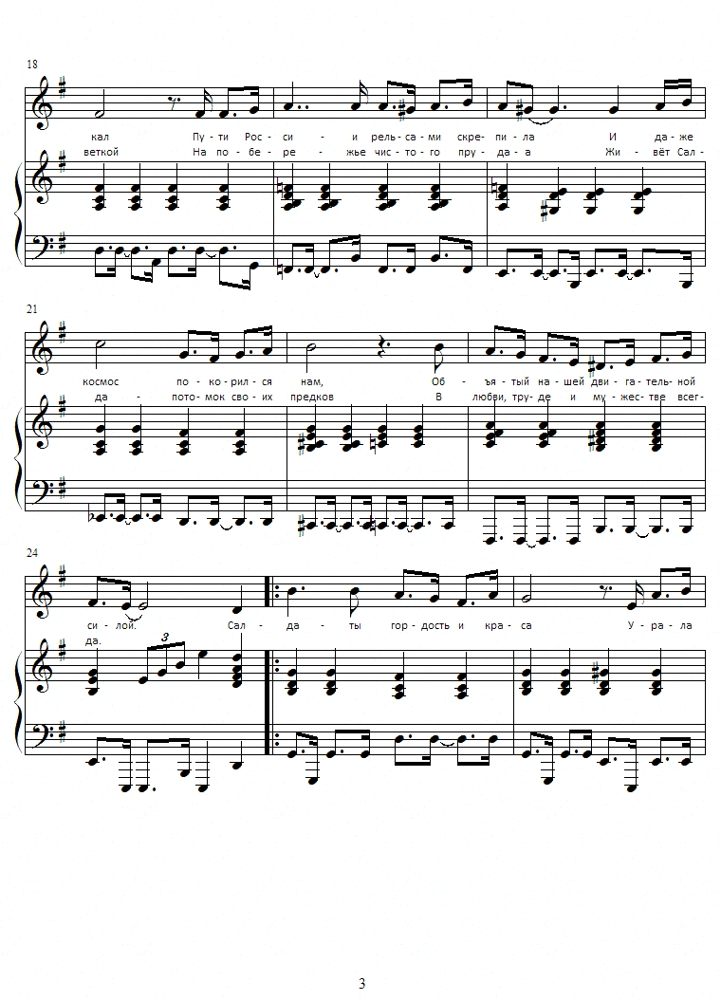 18
кал Пу - ти Рос - си - и рель - са - ми скре - пи - ла И да - же
веткой На по - бе - ре - жье чис - то - го пру - да - а Жи - вёт Сал -
21
космос по - ко - рил - ся нам, Об - ъя - тый на - шей дви - га - тель - ной
да - пото - мок сво - их предков В любви, тру - де и му - жест - ве всег -
24
си - лой. Сал - да - ты гор - дость и кра - са У - ра - ла
да.
3
3